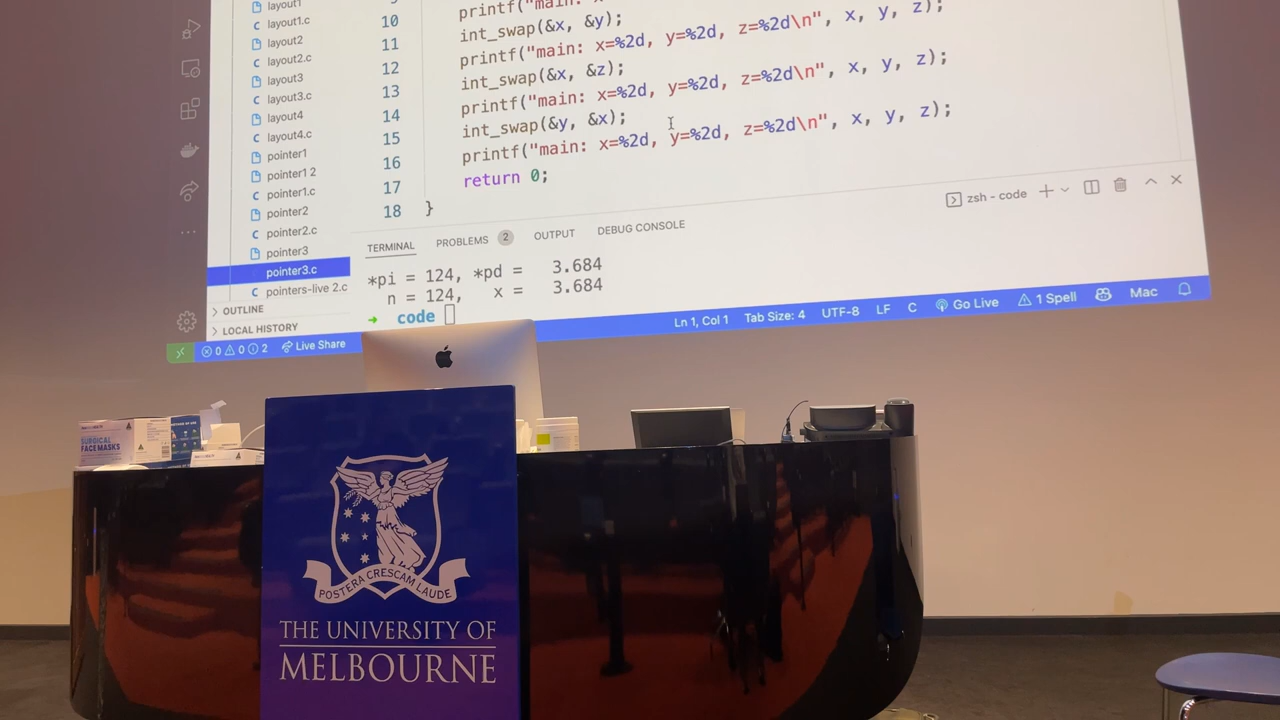 layout1
layout1.c
layout2
layout2.c
layout3
layout3.c
layout4
layout4.c
pointer1
pointer1 2
pointer1.c
pointer2
pointer2.c
pointer3
pointer3.c
pointers-live 2.c
OUTLINE
LOCAL HISTORY
printf("main:
10 int_swap(&x, &y);
11 printf("main: x=%2d, y=%2d, z=%2d\n", x, y, z);
12 int_swap(&x, &z);
13 printf("main: x=%2d, y=%2d, z=%2d\n", x, y, z);
14 int_swap(&y, &x);
15 printf("main: x=%2d, y=%2d, z=%2d\n", x, y, z);
16 return 0;
17 }
18
TERMINAL PROBLEMS 2 OUTPUT DEBUG CONSOLE zsh - code
*pi = 124, *pd = 3.684
n = 124, x = 3.684
➜ code
0 0 2 Live Share Ln 1, Col 1 Tab Size: 4 UTF-8 LF C Go Live 1 Spell Mac
SURGICAL
FACE MASKS
POSTERA CRESCAM LAUDE
THE UNIVERSITY OF
MELBOURNE